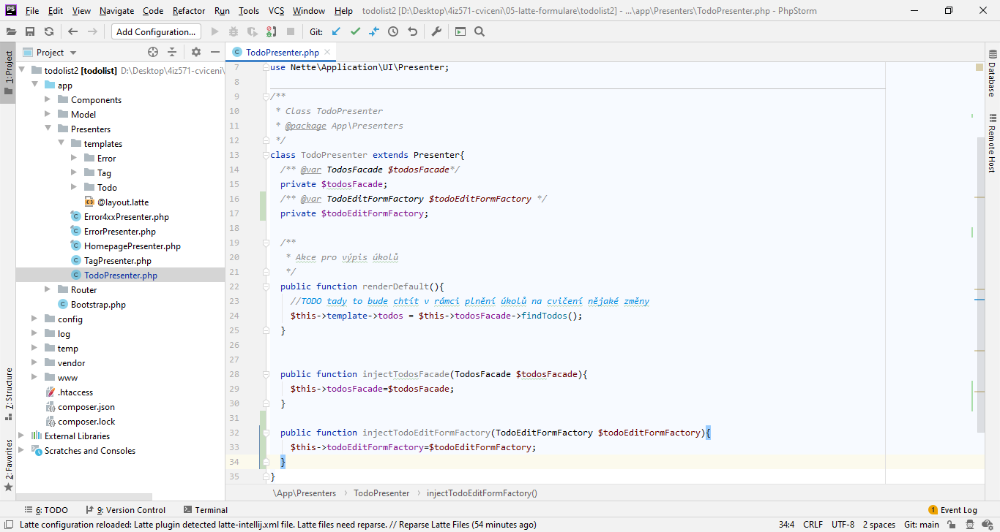 PS File Edit View Navigate Code Refactor Run Tools VCS Window Help todolist2 [D:\Desktop\4iz571-cviceni\05-latte-formulare\todolist2] - ...\app\Presenters\TodoPresenter.php - PhpStorm
Add Configuration... Git:
1: Project
7: Structure
2: Favorites
Project
todolist2 [todolist] D:\Desktop\4iz571-cviceni\
app
Components
Model
Presenters
templates
Error
Tag
Todo
@layout.latte
Error4xxPresenter.php
ErrorPresenter.php
HomepagePresenter.php
TagPresenter.php
TodoPresenter.php
Router
Bootstrap.php
config
log
temp
vendor
www
.htaccess
composer.json
composer.lock
External Libraries
Scratches and Consoles
TodoPresenter.php
7 use Nette\Application\UI\Presenter;
8
9 /**
10 * Class TodoPresenter
11 * @package App\Presenters
12 */
13 class TodoPresenter extends Presenter{
14 /** @var TodosFacade $todosFacade*/
15 private $todosFacade;
16 /** @var TodoEditFormFactory $todoEditFormFactory */
17 private $todoEditFormFactory;
18
19 /**
20 * Akce pro výpis úkolů
21 */
22 public function renderDefault(){
23 //TODO tady to bude chtít v rámci plnění úkolů na cvičení nějaké změny
24 $this->template->todos = $this->todosFacade->findTodos();
25 }
26
27
28 public function injectTodosFacade(TodosFacade $todosFacade){
29 $this->todosFacade=$todosFacade;
30 }
31
32 public function injectTodoEditFormFactory(TodoEditFormFactory $todoEditFormFactory){
33 $this->todoEditFormFactory=$todoEditFormFactory;
34 }
35 }
\App\Presenters TodoPresenter injectTodoEditFormFactory()
Database
Remote Host
6: TODO 9: Version Control Terminal 1 Event Log
Latte configuration reloaded: Latte plugin detected latte-intellij.xml file. Latte files need reparse. // Reparse Latte Files (54 minutes ago) 34:4 CRLF UTF-8 2 spaces Git: main